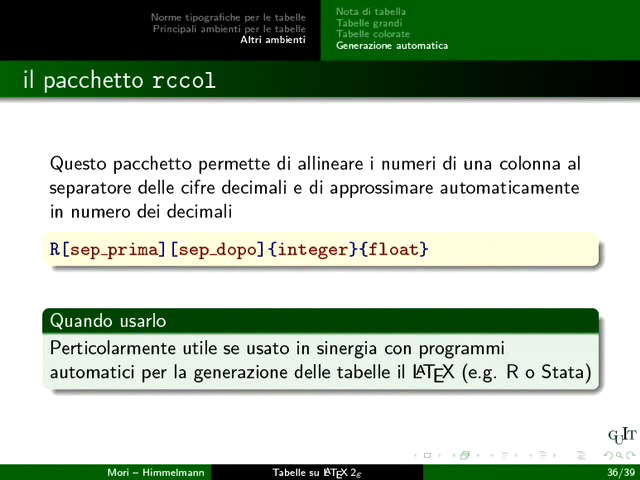 Norme tipografiche per le tabelle
Principali ambienti per le tabelle
Altri ambienti
Nota di tabella
Tabelle grandi
Tabelle colorate
Generazione automatica
il pacchetto rccol
Questo pacchetto permette di allineare i numeri di una colonna al
separatore delle cifre decimali e di approssimare automaticamente
in numero dei decimali
R[sep_prima][sep_dopo]{integer}{float}
Quando usarlo
Perticolarmente utile se usato in sinergia con programmi
automatici per la generazione delle tabelle il LATEX (e.g. R o Stata)
GUIT
Mori – Himmelmann
Tabelle su LATEX 2ε
36/39